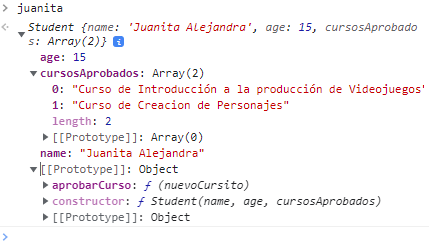 > juanita
Student {name: 'Juanita Alejandra', age: 15, cursosAprobado
s: Array(2)} i
age: 15
cursosAprobados: Array(2)
0: "Curso de Introducción a la producción de Videojuegos"
1: "Curso de Creacion de Personajes"
length: 2
[[Prototype]]: Array(0)
name: "Juanita Alejandra"
[[Prototype]]: Object
aprobarCurso: ƒ (nuevoCursito)
constructor: ƒ Student(name, age, cursosAprobados)
[[Prototype]]: Object
>